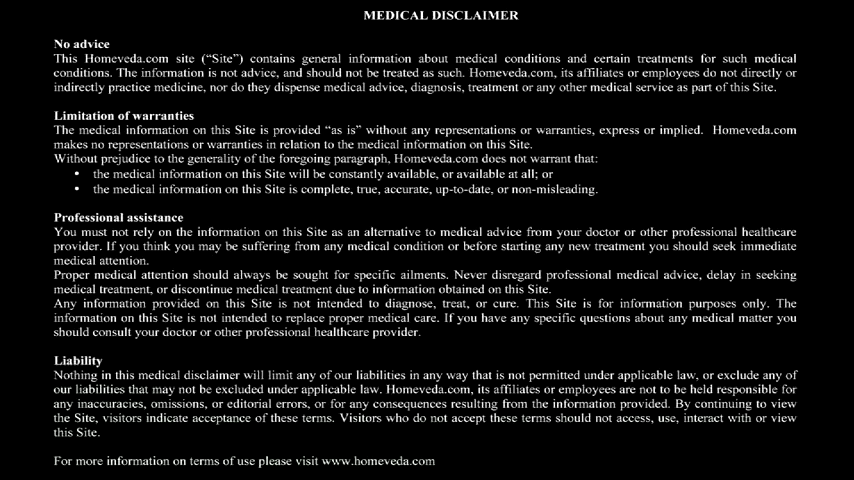 MEDICAL DISCLAIMER
No advice
This Homeveda.com site (“Site”) contains general information about medical conditions and certain treatments for such medical
conditions. The information is not advice, and should not be treated as such. Homeveda.com, its affiliates or employees do not directly or
indirectly practice medicine, nor do they dispense medical advice, diagnosis, treatment or any other medical service as part of this Site.
Limitation of warranties
The medical information on this Site is provided “as is” without any representations or warranties, express or implied. Homeveda.com
makes no representations or warranties in relation to the medical information on this Site.
Without prejudice to the generality of the foregoing paragraph, Homeveda.com does not warrant that:
• the medical information on this Site will be constantly available, or available at all; or
• the medical information on this Site is complete, true, accurate, up-to-date, or non-misleading.
Professional assistance
You must not rely on the information on this Site as an alternative to medical advice from your doctor or other professional healthcare
provider. If you think you may be suffering from any medical condition or before starting any new treatment you should seek immediate
medical attention.
Proper medical attention should always be sought for specific ailments. Never disregard professional medical advice, delay in seeking
medical treatment, or discontinue medical treatment due to information obtained on this Site.
Any information provided on this Site is not intended to diagnose, treat, or cure. This Site is for information purposes only. The
information on this Site is not intended to replace proper medical care. If you have any specific questions about any medical matter you
should consult your doctor or other professional healthcare provider.
Liability
Nothing in this medical disclaimer will limit any of our liabilities in any way that is not permitted under applicable law, or exclude any of
our liabilities that may not be excluded under applicable law. Homeveda.com, its affiliates or employees are not to be held responsible for
any inaccuracies, omissions, or editorial errors, or for any consequences resulting from the information provided. By continuing to view
the Site, visitors indicate acceptance of these terms. Visitors who do not accept these terms should not access, use, interact with or view
this Site.
For more information on terms of use please visit www.homeveda.com